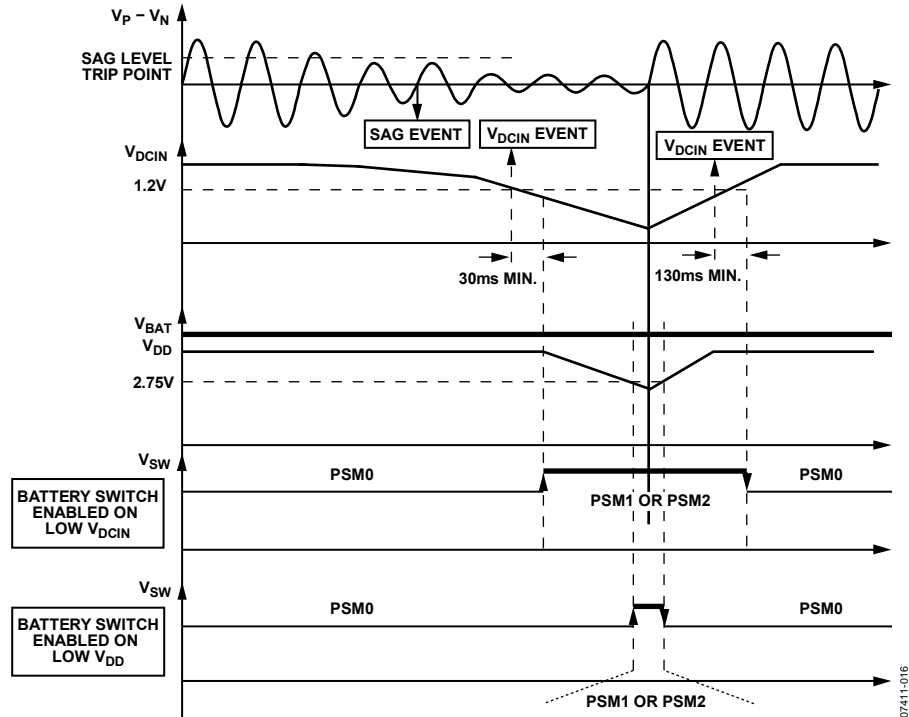 VP − VN
SAG LEVEL
TRIP POINT
SAG EVENT
VDCIN EVENT
VDCIN EVENT
VDCIN
1.2V
30ms MIN.
130ms MIN.
VBAT
VDD
2.75V
VSW
PSM0
PSM0
BATTERY SWITCH
ENABLED ON
LOW VDCIN
PSM1 OR PSM2
VSW
PSM0
PSM0
BATTERY SWITCH
ENABLED ON
LOW VDD
PSM1 OR PSM2
07411-016